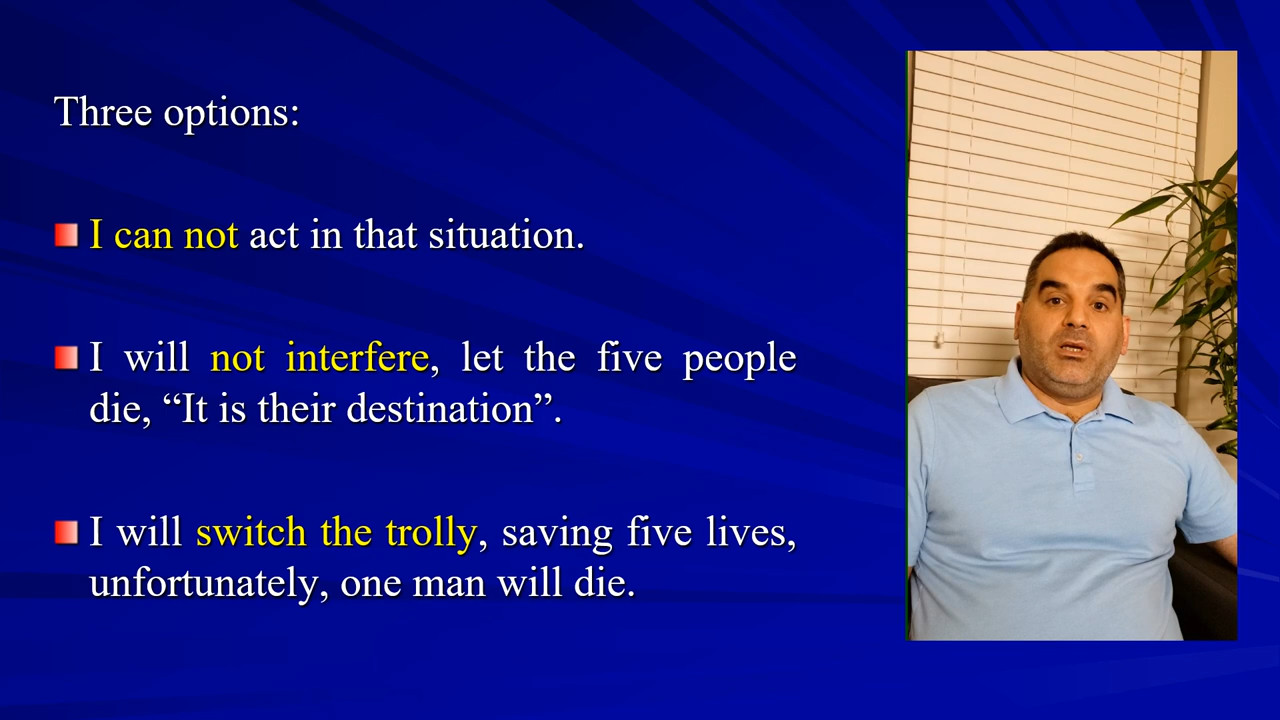 Three options:
I can not act in that situation.
I will not interfere, let the five people
die, “It is their destination”.
I will switch the trolly, saving five lives,
unfortunately, one man will die.